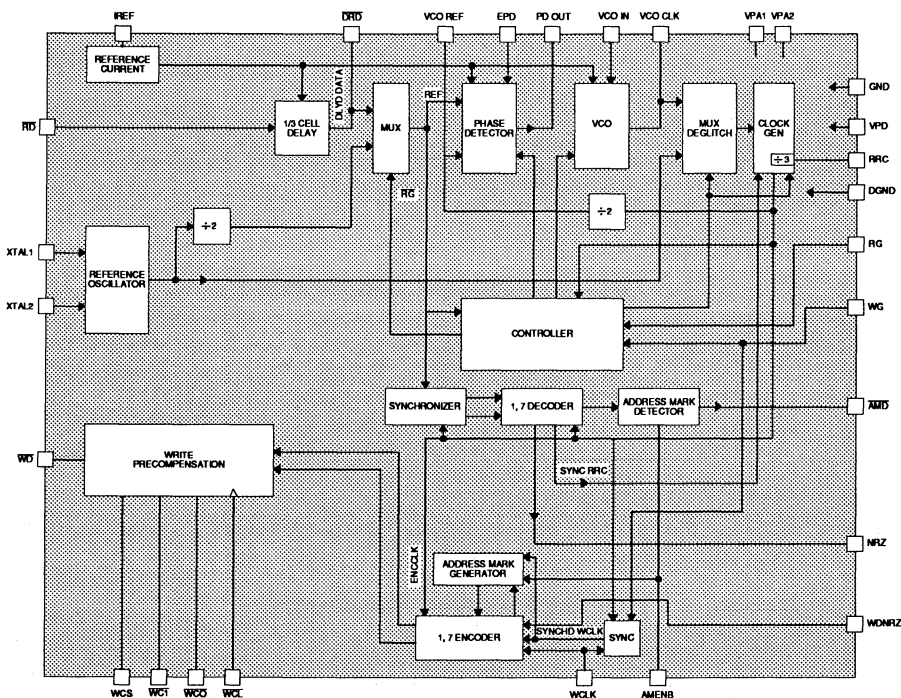 IREF
DRD
VCO REF
EPD
PD OUT
VCO IN
VCO CLK
VPA1
VPA2
REFERENCE
CURRENT
GND
RD
1/3 CELL
DELAY
DLYD DATA
MUX
REF
PHASE
DETECTOR
VCO
MUX
DEGLITCH
CLOCK
GEN
÷3
VPD
RRC
RG
DGND
÷2
÷2
RG
XTAL1
REFERENCE
OSCILLATOR
XTAL2
WG
CONTROLLER
SYNCHRONIZER
1, 7 DECODER
ADDRESS MARK
DETECTOR
AMD
WD
WRITE
PRECOMPENSATION
SYNC RRC
NRZ
ENCCLK
ADDRESS MARK
GENERATOR
WDNRZ
1, 7 ENCODER
SYNCHD WCLK
SYNC
WCS
WC1
WC0
WCL
WCLK
AMENB